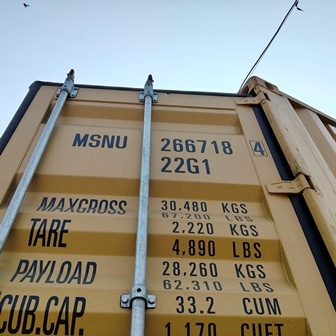 MSNU 266718 4
22G1
MAXGROSS 30.480 KGS
67.200 LBS
TARE 2,220 KGS
4,890 LBS
PAYLOAD 28.260 KGS
62.310 LBS
CUB.CAP. 33.2 CUM
1,170 CUFT